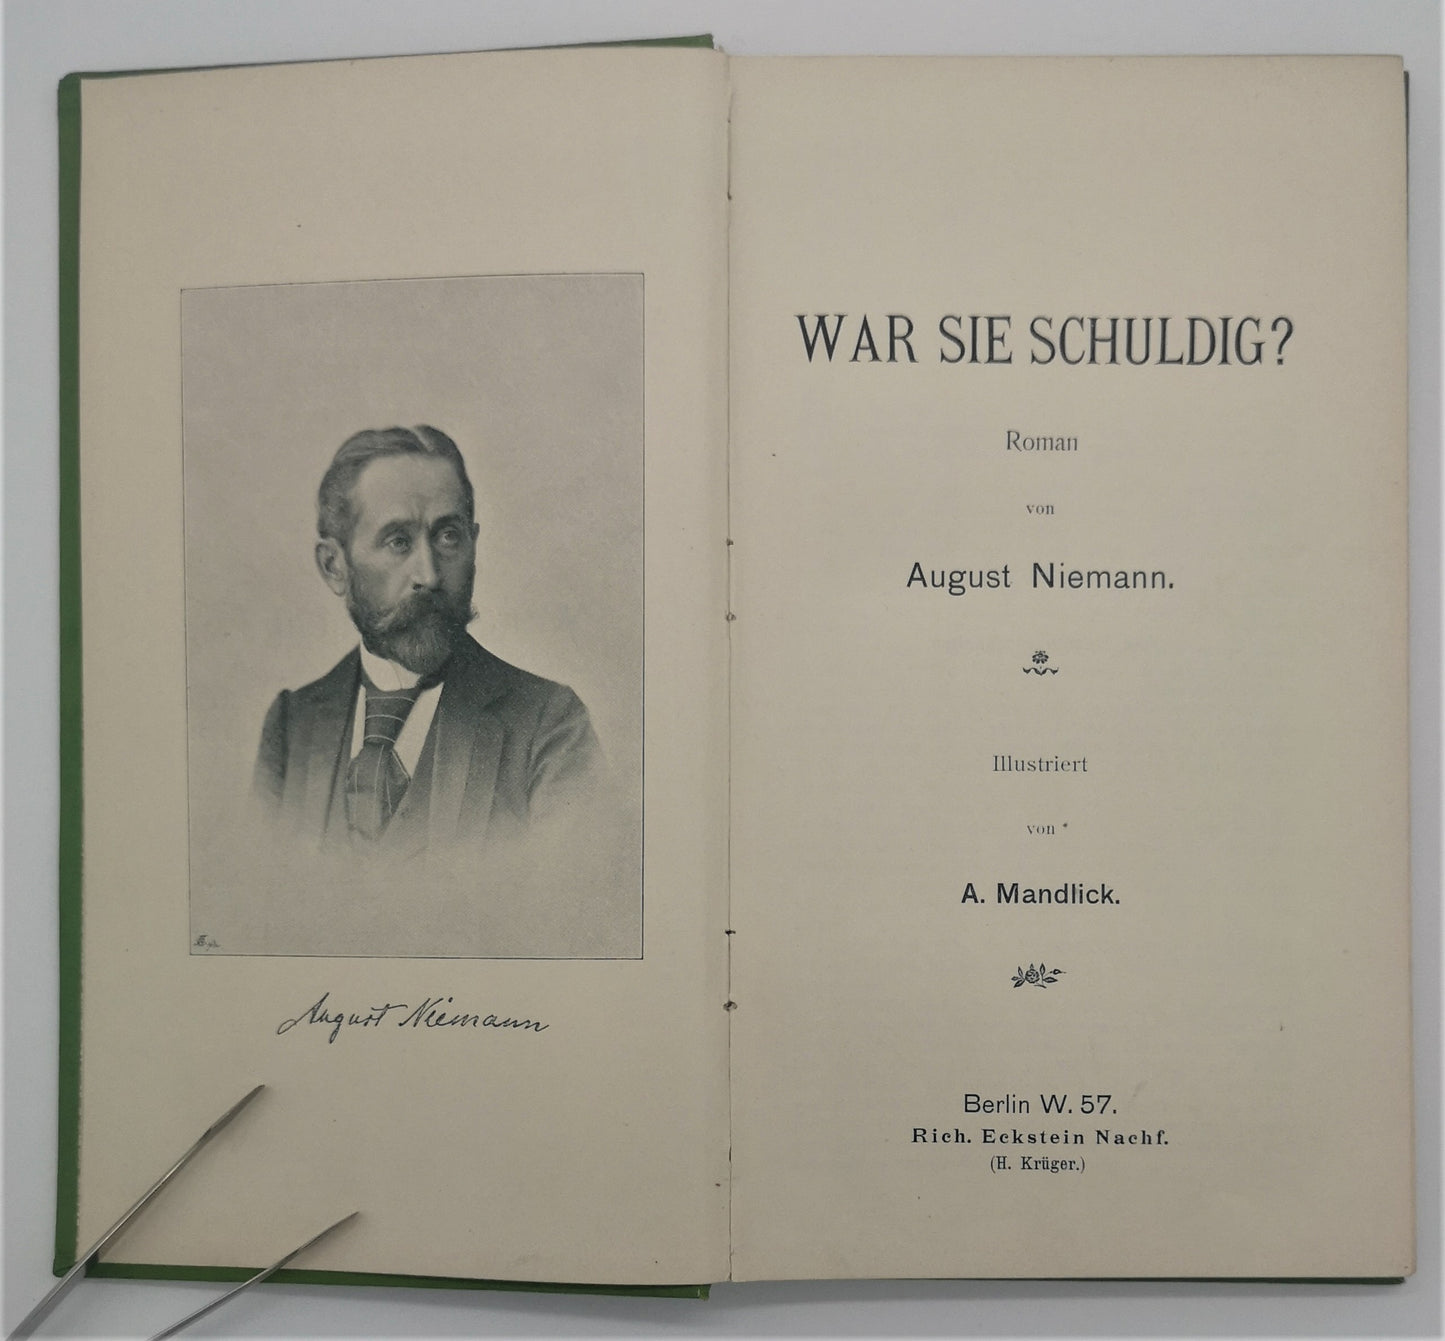 August Niemann
WAR SIE SCHULDIG?
Roman
von
August Niemann.
Illustriert
von
A. Mandlick.
Berlin W. 57.
Rich. Eckstein Nachf.
(H. Krüger.)